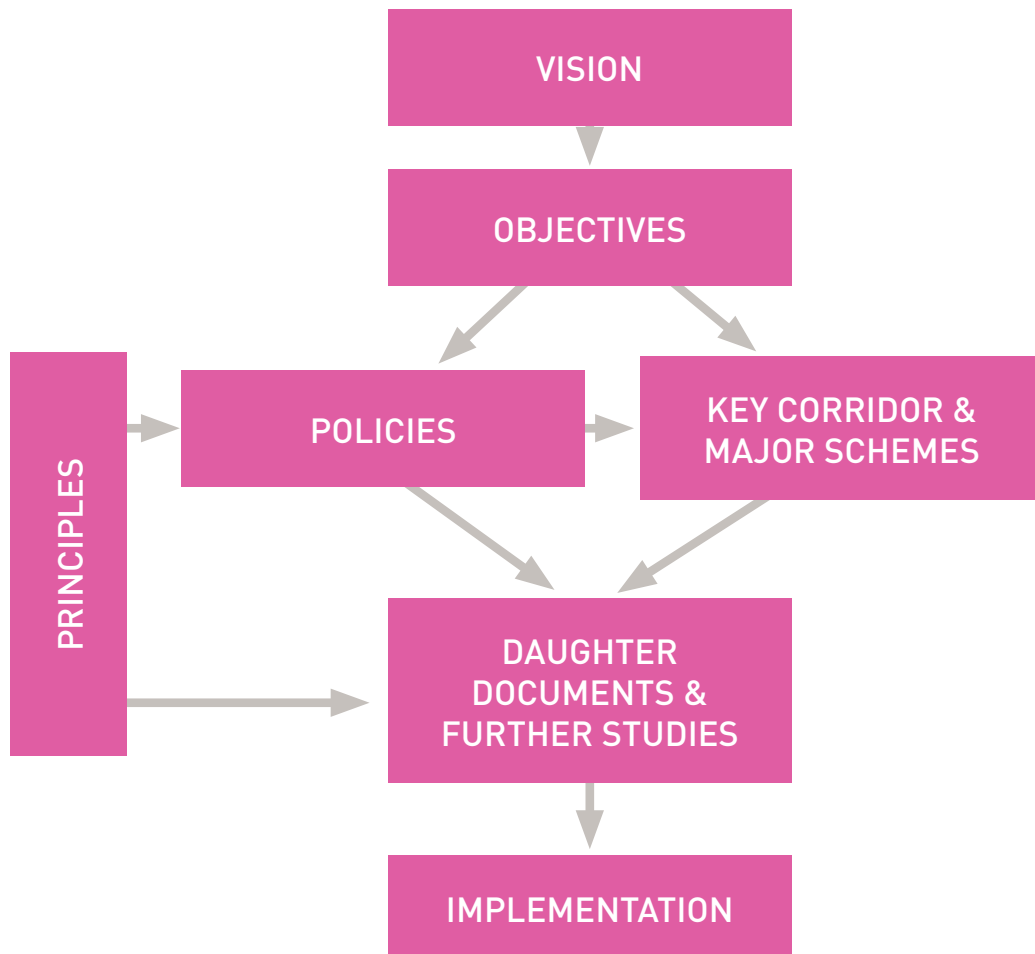 VISION
OBJECTIVES
POLICIES
KEY CORRIDOR &
MAJOR SCHEMES
PRINCIPLES
DAUGHTER
DOCUMENTS &
FURTHER STUDIES
IMPLEMENTATION